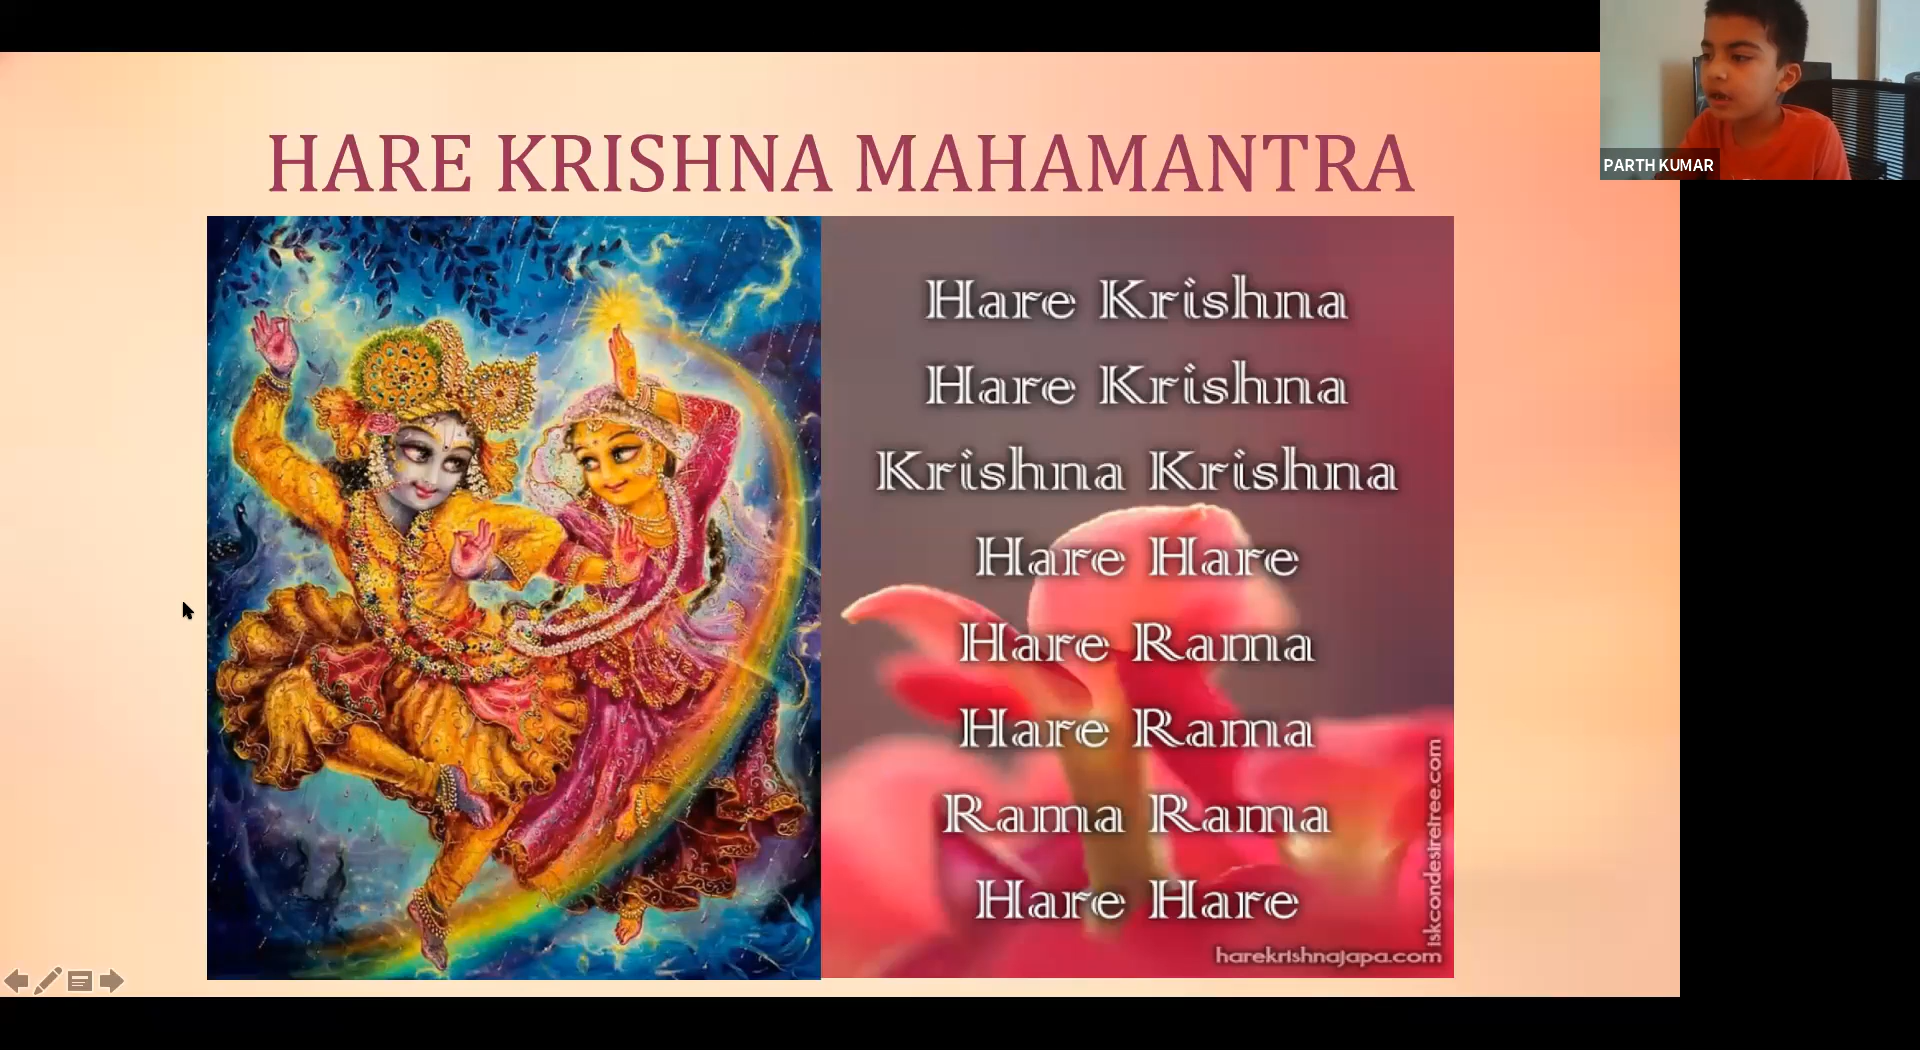 HARE KRISHNA MAHAMANTRA
Hare Krishna
Hare Krishna
Krishna Krishna
Hare Hare
Hare Rama
Hare Rama
Rama Rama
Hare Hare
harekrishnajapa.com
iskcondesiretree.com
PARTH KUMAR